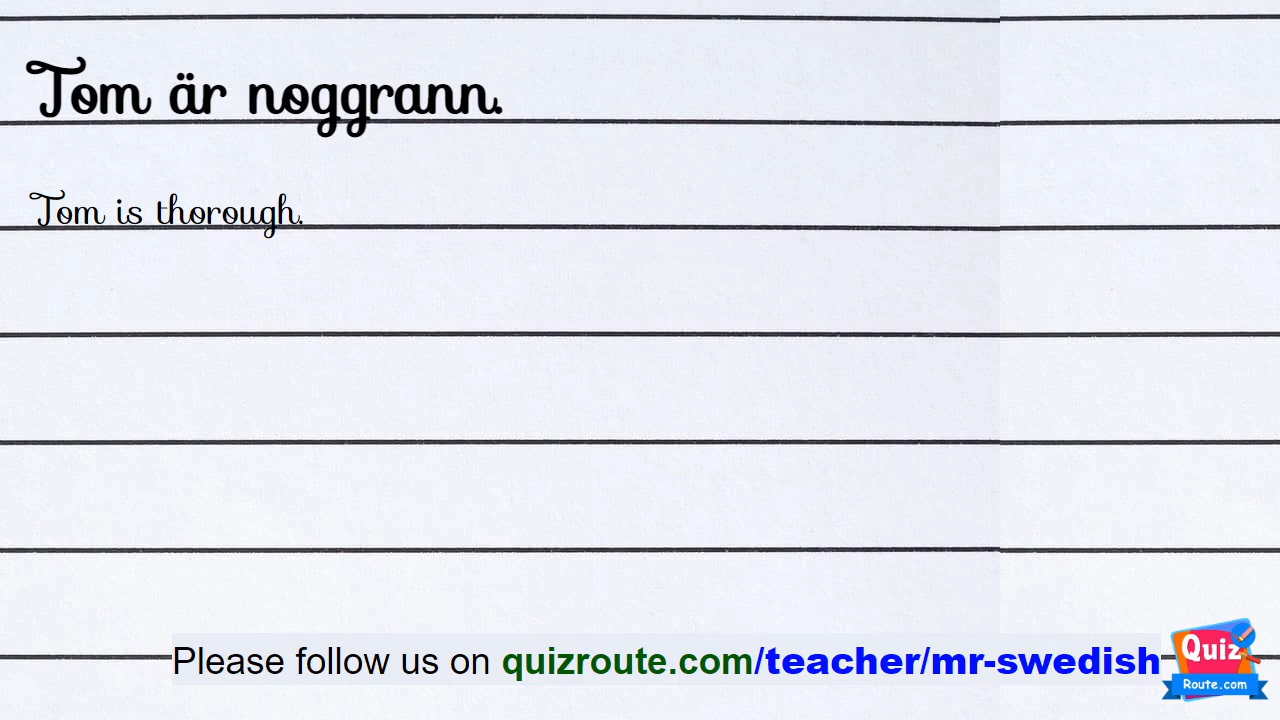 Tom är noggrann.
Tom is thorough.
Please follow us on quizroute.com/teacher/mr-swedish
Quiz
Route.com